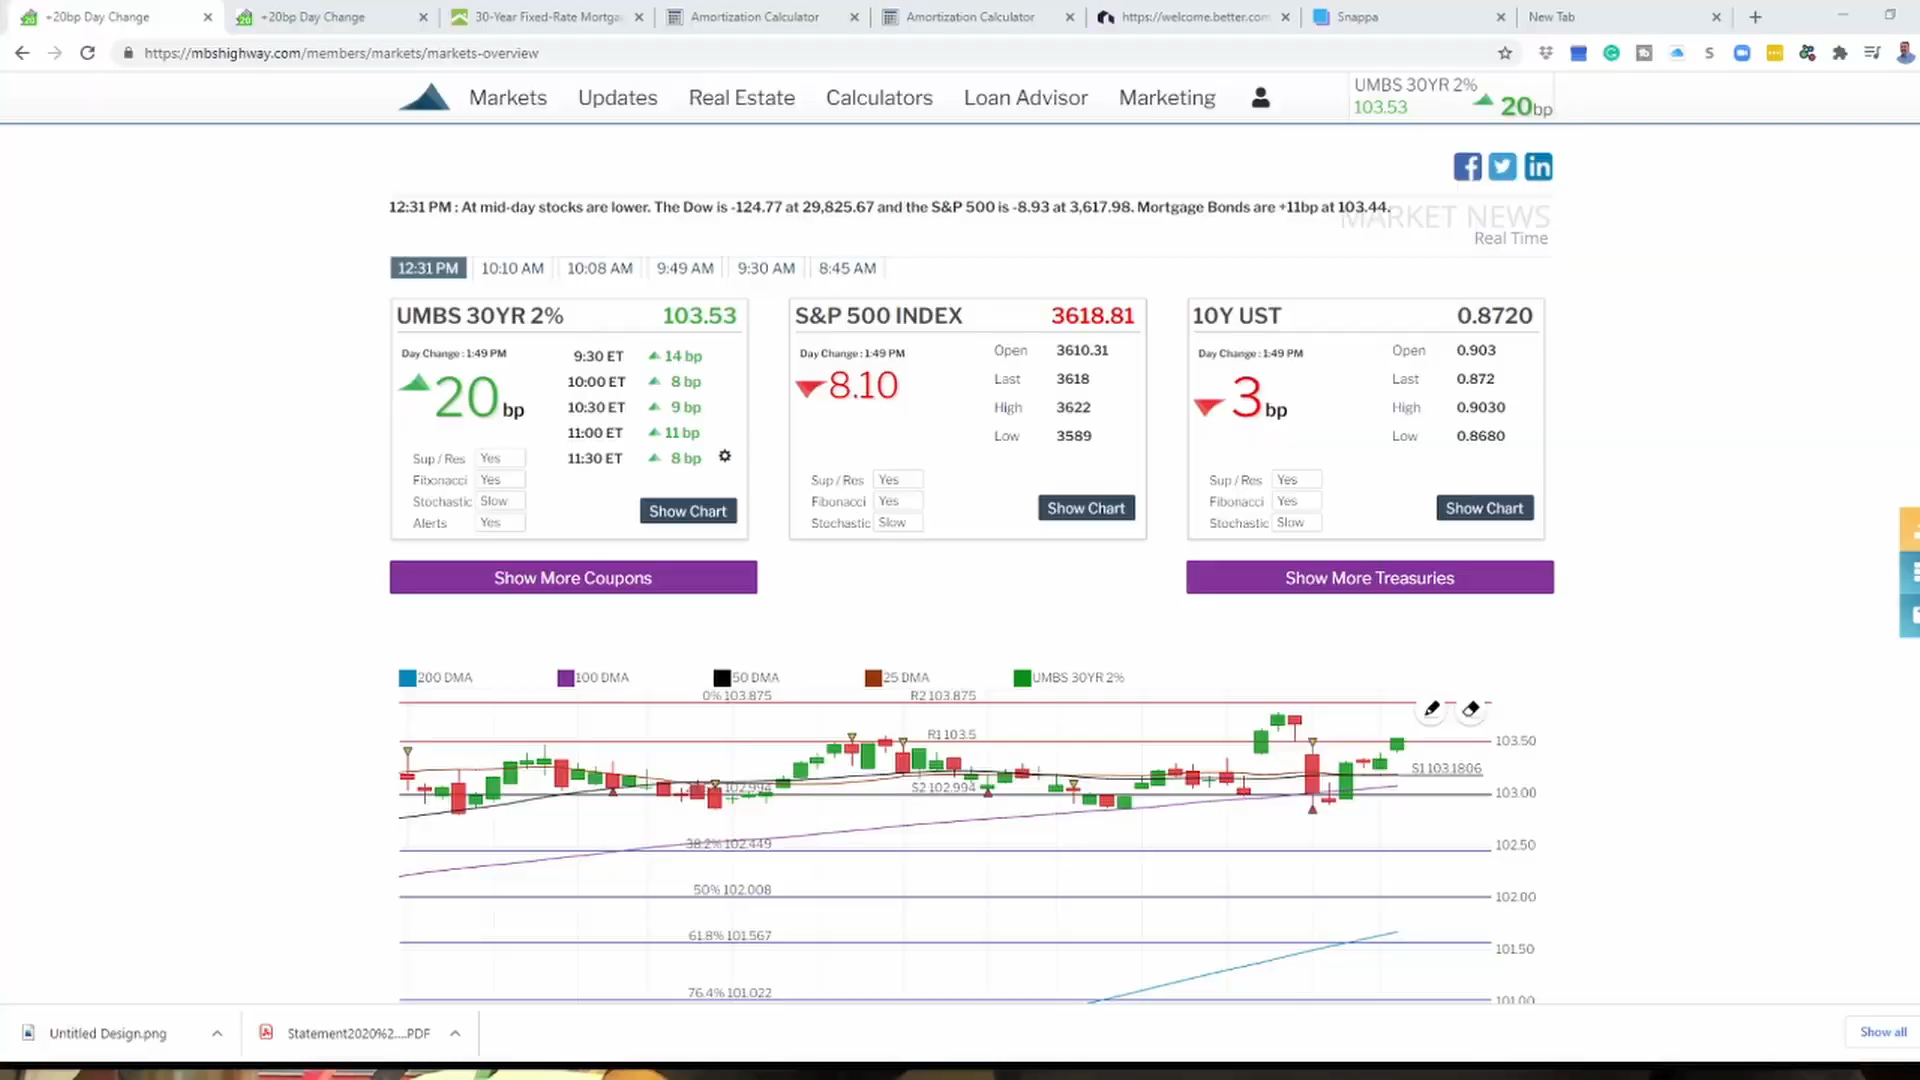 +20bp Day Change
+20bp Day Change
30-Year Fixed-Rate Mortga
Amortization Calculator
Amortization Calculator
https://welcome.better.com
Snappa
New Tab
https://mbshighway.com/members/markets/markets-overview
Markets
Updates
Real Estate
Calculators
Loan Advisor
Marketing
UMBS 30YR 2%
103.53
20bp
12:31 PM : At mid-day stocks are lower. The Dow is -124.77 at 29,825.67 and the S&P 500 is -8.93 at 3,617.98. Mortgage Bonds are +11bp at 103.44.
MARKET NEWS
Real Time
12:31 PM
10:10 AM
10:08 AM
9:49 AM
9:30 AM
8:45 AM
UMBS 30YR 2% 103.53
Day Change : 1:49 PM
20 bp
9:30 ET 14 bp
10:00 ET 8 bp
10:30 ET 9 bp
11:00 ET 11 bp
11:30 ET 8 bp
Sup / Res Yes
Fibonacci Yes
Stochastic Slow
Alerts Yes
Show Chart
S&P 500 INDEX 3618.81
Day Change : 1:49 PM
8.10
Open 3610.31
Last 3618
High 3622
Low 3589
Sup / Res Yes
Fibonacci Yes
Stochastic Slow
Show Chart
10Y UST 0.8720
Day Change : 1:49 PM
3 bp
Open 0.903
Last 0.872
High 0.9030
Low 0.8680
Sup / Res Yes
Fibonacci Yes
Stochastic Slow
Show Chart
Show More Coupons
Show More Treasuries
200 DMA
100 DMA
50 DMA
25 DMA
UMBS 30YR 2%
0% 103.875
R2 103.875
R1 103.5
103.50
S1 103.1806
102.994
S2 102.994
103.00
38.2% 102.449
102.50
50% 102.008
102.00
61.8% 101.567
101.50
76.4% 101.022
101.00
Untitled Design.png
Statement2020%2....PDF
Show all